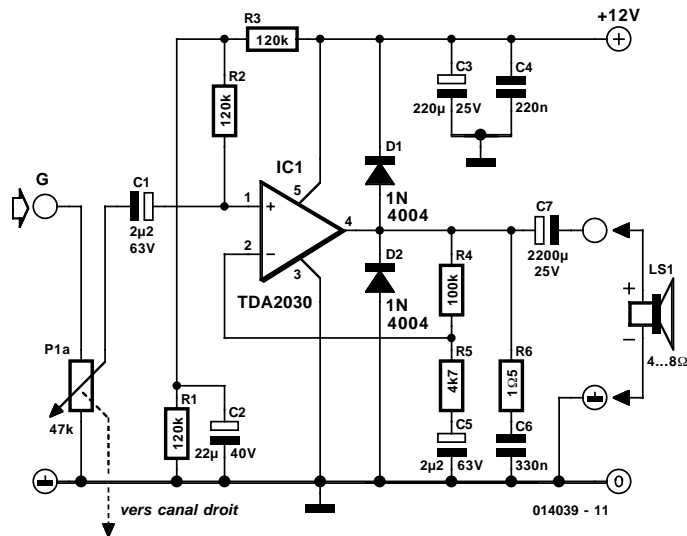 R3
120k
+12V
R2
120k
C3
220µ
25V
C4
220n
IC1
D1
1N
4004
G
C1
2µ2
63V
1
+
5
4
2
−
3
TDA2030
D2
1N
4004
R4
100k
C7
2200µ
25V
LS1
+
−
4...8Ω
P1a
47k
R1
120k
C2
22µ
40V
R5
4k7
R6
1Ω5
C5
2µ2
63V
C6
330n
0
vers canal droit
014039 - 11